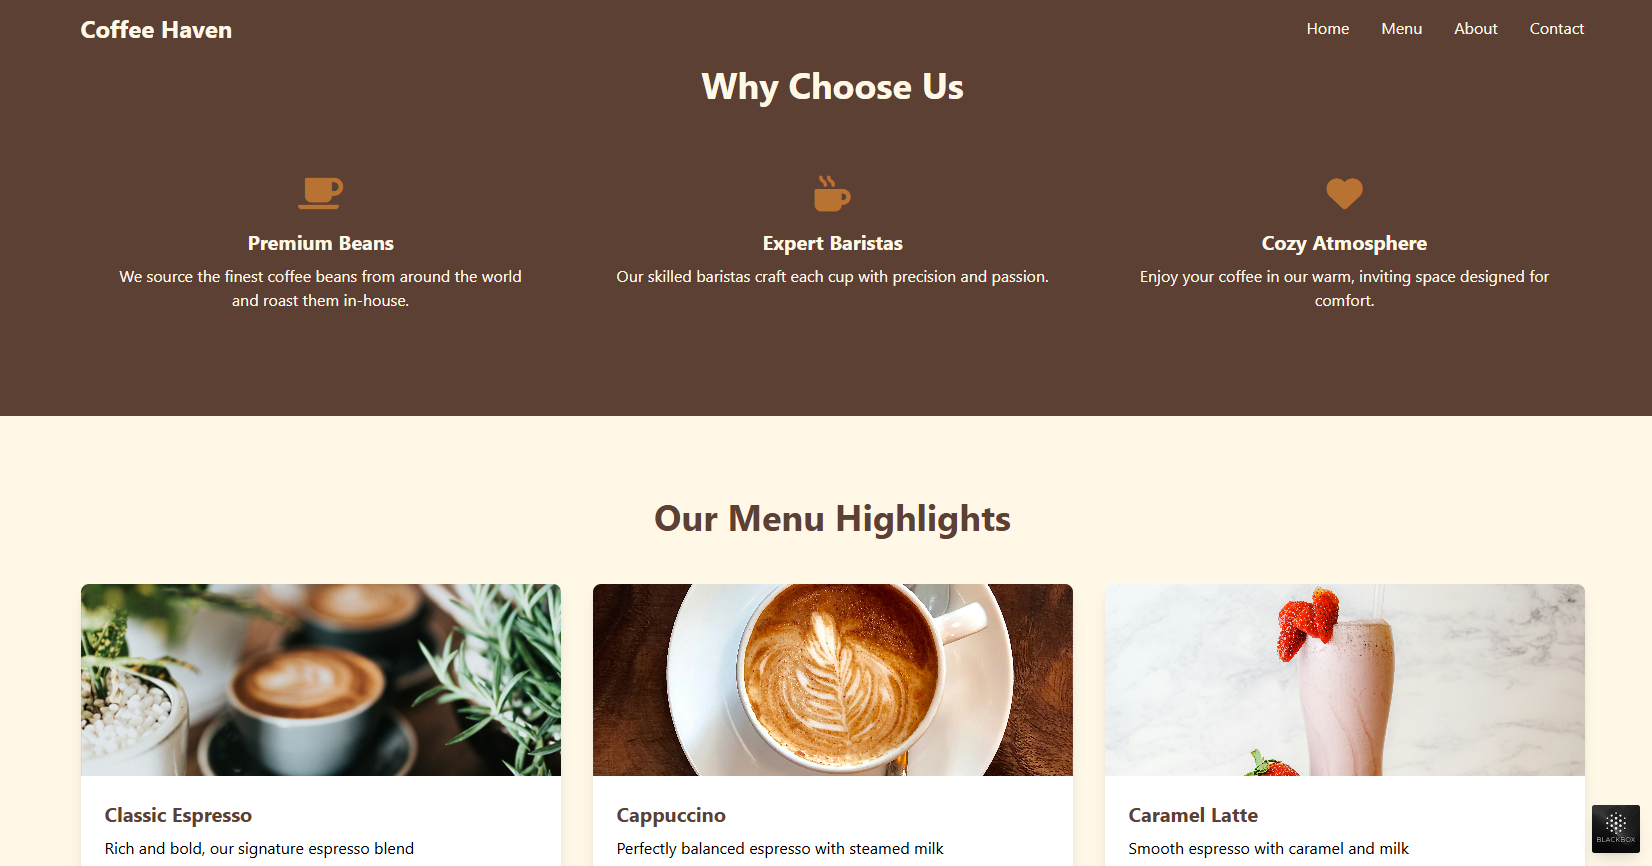 Coffee Haven
Home Menu About Contact
Why Choose Us
Premium Beans
We source the finest coffee beans from around the world
and roast them in-house.
Expert Baristas
Our skilled baristas craft each cup with precision and passion.
Cozy Atmosphere
Enjoy your coffee in our warm, inviting space designed for
comfort.
Our Menu Highlights
Classic Espresso
Rich and bold, our signature espresso blend
Cappuccino
Perfectly balanced espresso with steamed milk
Caramel Latte
Smooth espresso with caramel and milk
BLACKBOX